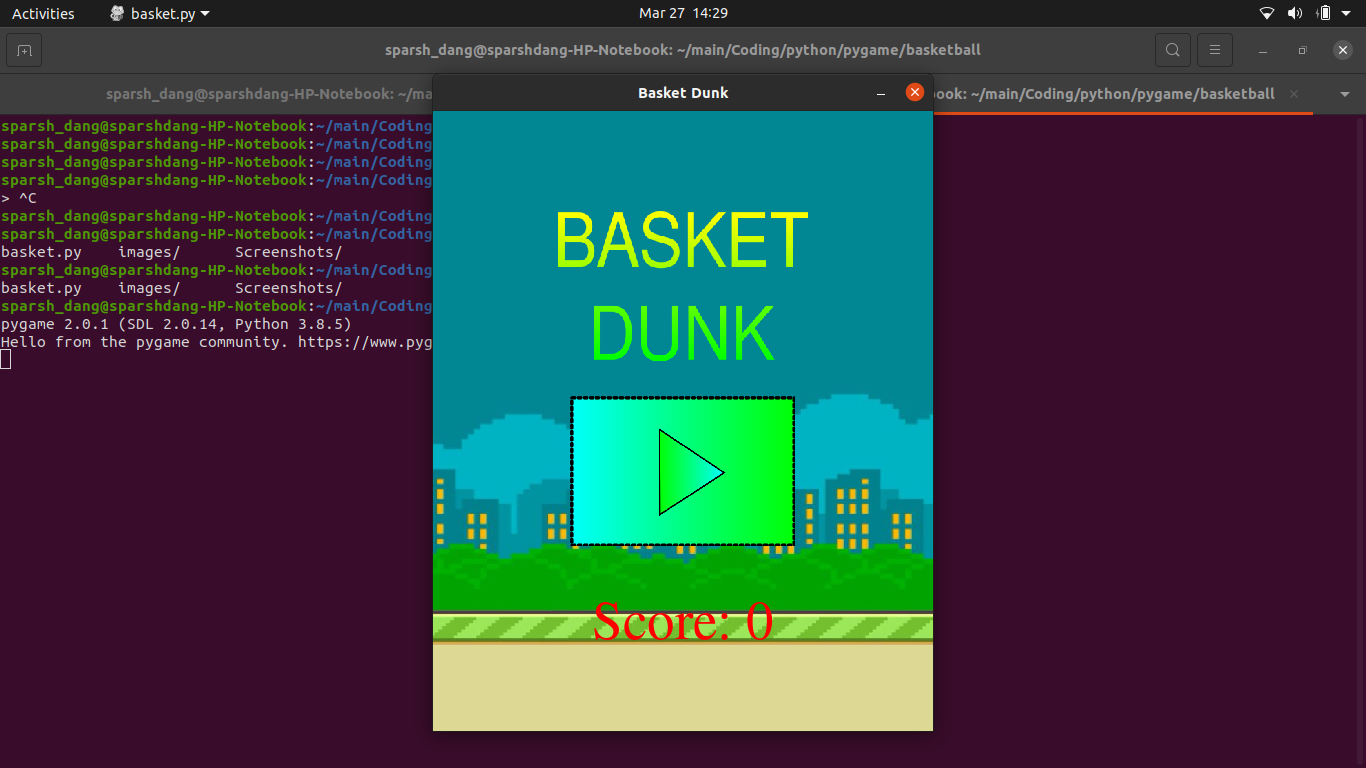 Activities basket.py Mar 27 14:29
sparsh_dang@sparshdang-HP-Notebook: ~/main/Coding/python/pygame/basketball
sparsh_dang@sparshdang-HP-Notebook: ~/ma
book: ~/main/Coding/python/pygame/basketball
sparsh_dang@sparshdang-HP-Notebook:~/main/Coding
sparsh_dang@sparshdang-HP-Notebook:~/main/Coding
sparsh_dang@sparshdang-HP-Notebook:~/main/Coding
sparsh_dang@sparshdang-HP-Notebook:~/main/Coding
> ^C
sparsh_dang@sparshdang-HP-Notebook:~/main/Coding
sparsh_dang@sparshdang-HP-Notebook:~/main/Coding
basket.py images/ Screenshots/
sparsh_dang@sparshdang-HP-Notebook:~/main/Coding
basket.py images/ Screenshots/
sparsh_dang@sparshdang-HP-Notebook:~/main/Coding
pygame 2.0.1 (SDL 2.0.14, Python 3.8.5)
Hello from the pygame community. https://www.pyg
Basket Dunk
BASKET
DUNK
Score: 0